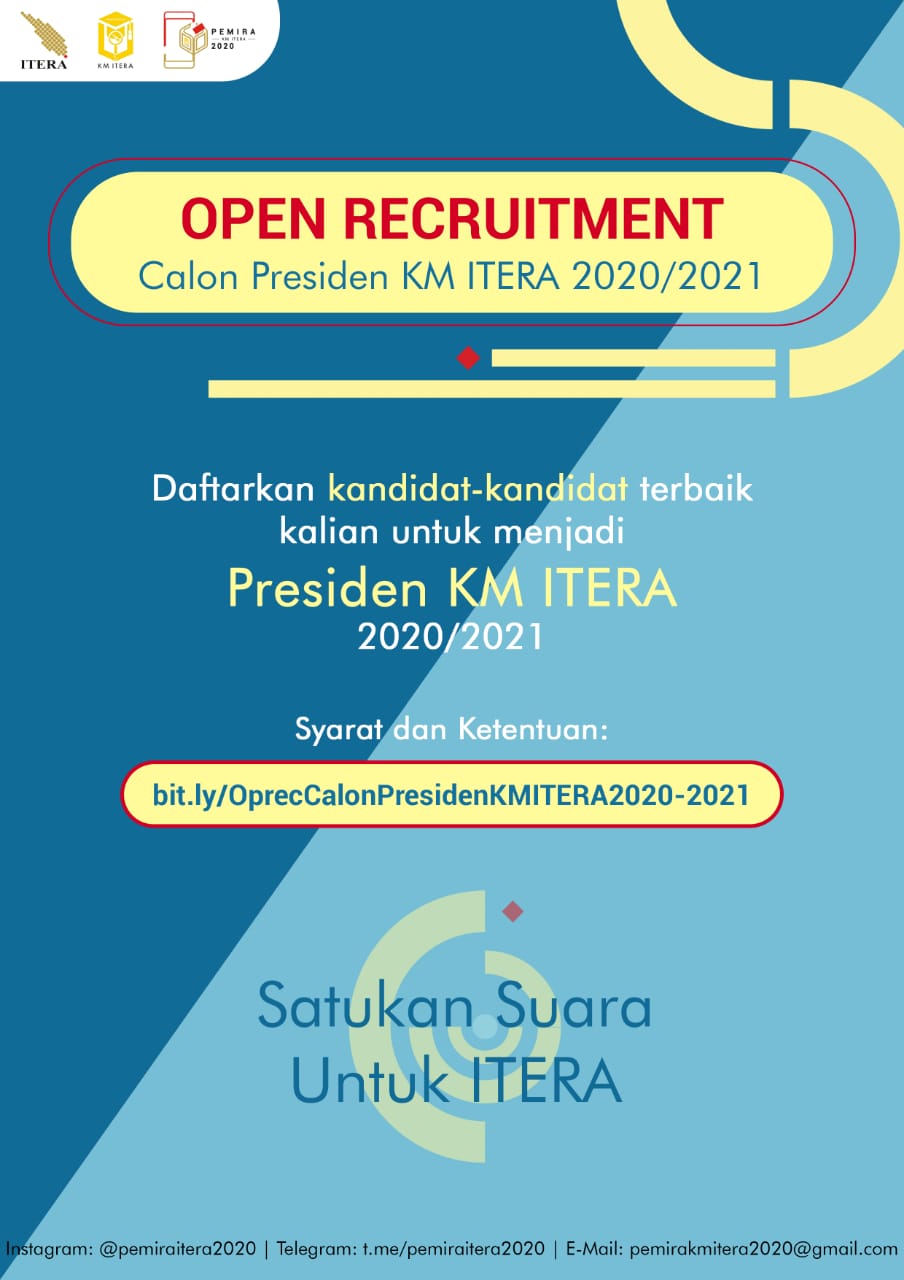 ITERA
KM ITERA
PEMIRA
KM ITERA
2020
OPEN RECRUITMENT
Calon Presiden KM ITERA 2020/2021
Daftarkan kandidat-kandidat terbaik
kalian untuk menjadi
Presiden KM ITERA
2020/2021
Syarat dan Ketentuan:
bit.ly/OprecCalonPresidenKMITERA2020-2021
Satukan Suara
Untuk ITERA
Instagram: @pemiraitera2020 | Telegram: t.me/pemiraitera2020 | E-Mail: pemirakmitera2020@gmail.com